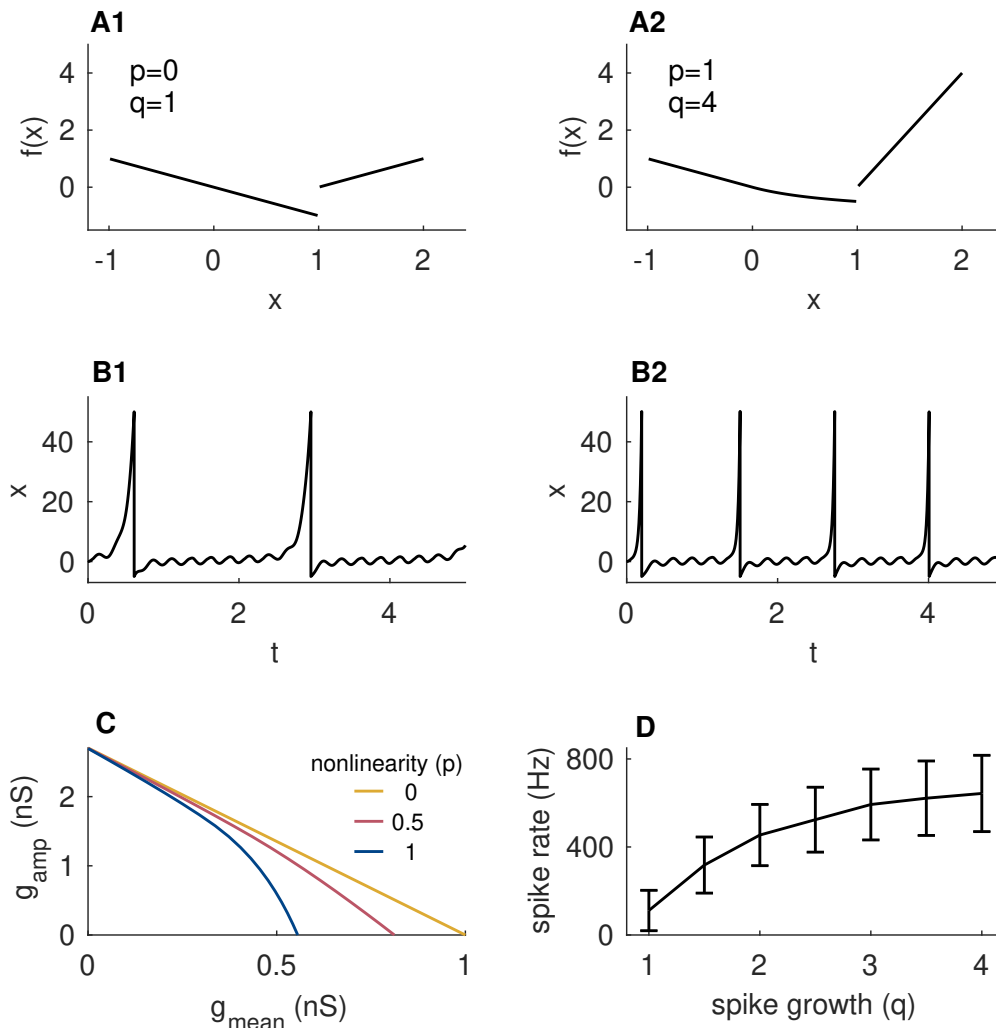 A1
p=0
q=1
4
2
0
f(x)
-1 0 1 2
x
A2
p=1
q=4
4
2
0
f(x)
-1 0 1 2
x
B1
40
20
0
x
0 2 4
t
B2
40
20
0
x
0 2 4
t
C
nonlinearity (p)
0
0.5
1
2
1
0
g_amp (nS)
0 0.5 1
g_mean (nS)
D
800
400
0
spike rate (Hz)
1 2 3 4
spike growth (q)